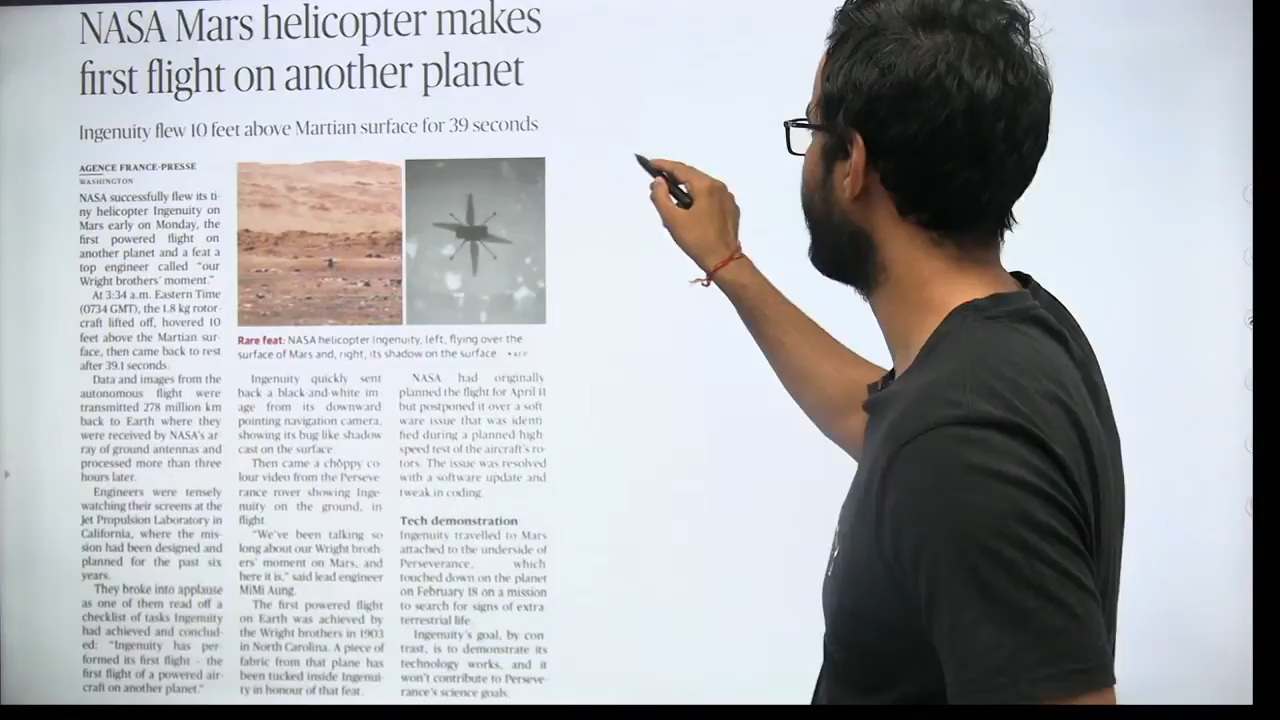 NASA Mars helicopter makes
first flight on another planet
Ingenuity flew 10 feet above Martian surface for 39 seconds
AGENCE FRANCE-PRESSE
WASHINGTON
NASA successfully flew its ti-
ny helicopter Ingenuity on
Mars early on Monday, the
first powered flight on
another planet and a feat a
top engineer called “our
Wright brothers’ moment.”
At 3:34 a.m. Eastern Time
(0734 GMT), the 1.8 kg rotor-
craft lifted off, hovered 10
feet above the Martian sur-
face, then came back to rest
after 39.1 seconds.
Data and images from the
autonomous flight were
transmitted 278 million km
back to Earth where they
were received by NASA’s ar-
ray of ground antennas and
processed more than three
hours later.
Engineers were tensely
watching their screens at the
Jet Propulsion Laboratory in
California, where the mis-
sion had been designed and
planned for the past six
years.
They broke into applause
as one of them read off a
checklist of tasks Ingenuity
had achieved and conclud-
ed: “Ingenuity has per-
formed its first flight - the
first flight of a powered air-
craft on another planet.”
Rare feat: NASA helicopter Ingenuity, left, flying over the
surface of Mars and, right, its shadow on the surface • AFP
Ingenuity quickly sent
back a black-and-white im-
age from its downward
pointing navigation camera,
showing its bug-like shadow
cast on the surface.
Then came a choppy co-
lour video from the Perseve-
rance rover showing Inge-
nuity on the ground, in
flight.
“We’ve been talking so
long about our Wright broth-
ers’ moment on Mars, and
here it is,” said lead engineer
MiMi Aung.
The first powered flight
on Earth was achieved by
the Wright brothers in 1903
in North Carolina. A piece of
fabric from that plane has
been tucked inside Ingenui-
ty in honour of that feat.
NASA had originally
planned the flight for April 11
but postponed it over a soft-
ware issue that was identi-
fied during a planned high-
speed test of the aircraft’s ro-
tors. The issue was resolved
with a software update and
tweak in coding.
Tech demonstration
Ingenuity travelled to Mars
attached to the underside of
Perseverance, which
touched down on the planet
on February 18 on a mission
to search for signs of extra
terrestrial life.
Ingenuity’s goal, by con-
trast, is to demonstrate its
technology works, and it
won’t contribute to Perseve-
rance’s science goals.